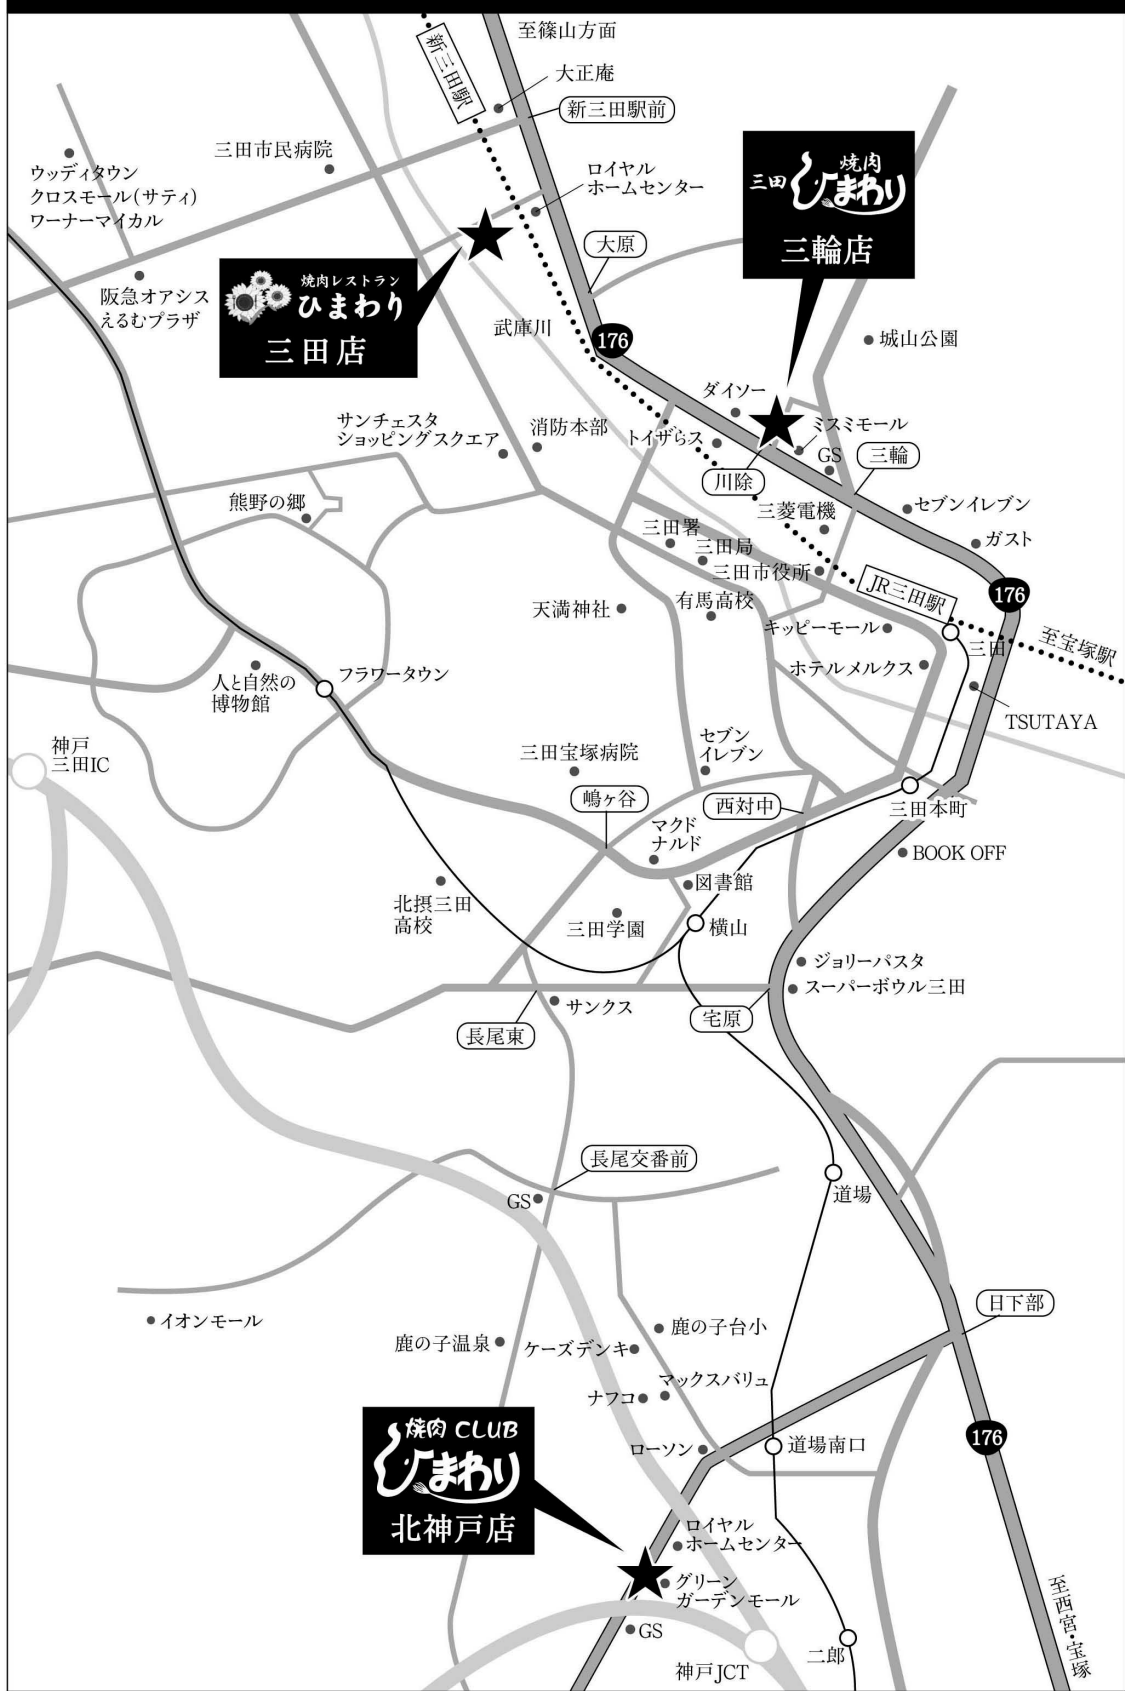 至篠山方面
新三田駅
大正庵
新三田駅前
三田市民病院
ウッディタウン
クロスモール(サティ)
ワーナーマイカル
ロイヤル
ホームセンター
焼肉
三田 ひまわり
三輪店
大原
阪急オアシス
えるむプラザ
焼肉レストラン
ひまわり
三田店
武庫川
176
城山公園
ダイソー
サンチェスタ
ショッピングスクエア
消防本部
トイザらス
ミスミモール
GS
三輪
川除
熊野の郷
三菱電機
セブンイレブン
ガスト
三田署
三田局
三田市役所
JR三田駅
176
天満神社
有馬高校
キッピーモール
三田
至宝塚駅
ホテルメルクス
人と自然の
博物館
フラワータウン
TSUTAYA
神戸
三田IC
三田宝塚病院
セブン
イレブン
嶋ヶ谷
西対中
三田本町
マクド
ナルド
BOOK OFF
図書館
北摂三田
高校
三田学園
横山
ジョリーパスタ
スーパーボウル三田
サンクス
宅原
長尾東
長尾交番前
GS
道場
イオンモール
日下部
鹿の子温泉
鹿の子台小
ケーズデンキ
マックスバリュ
ナフコ
焼肉 CLUB
ひまわり
北神戸店
ローソン
道場南口
176
ロイヤル
ホームセンター
グリーン
ガーデンモール
GS
神戸JCT
二郎
至西宮・宝塚